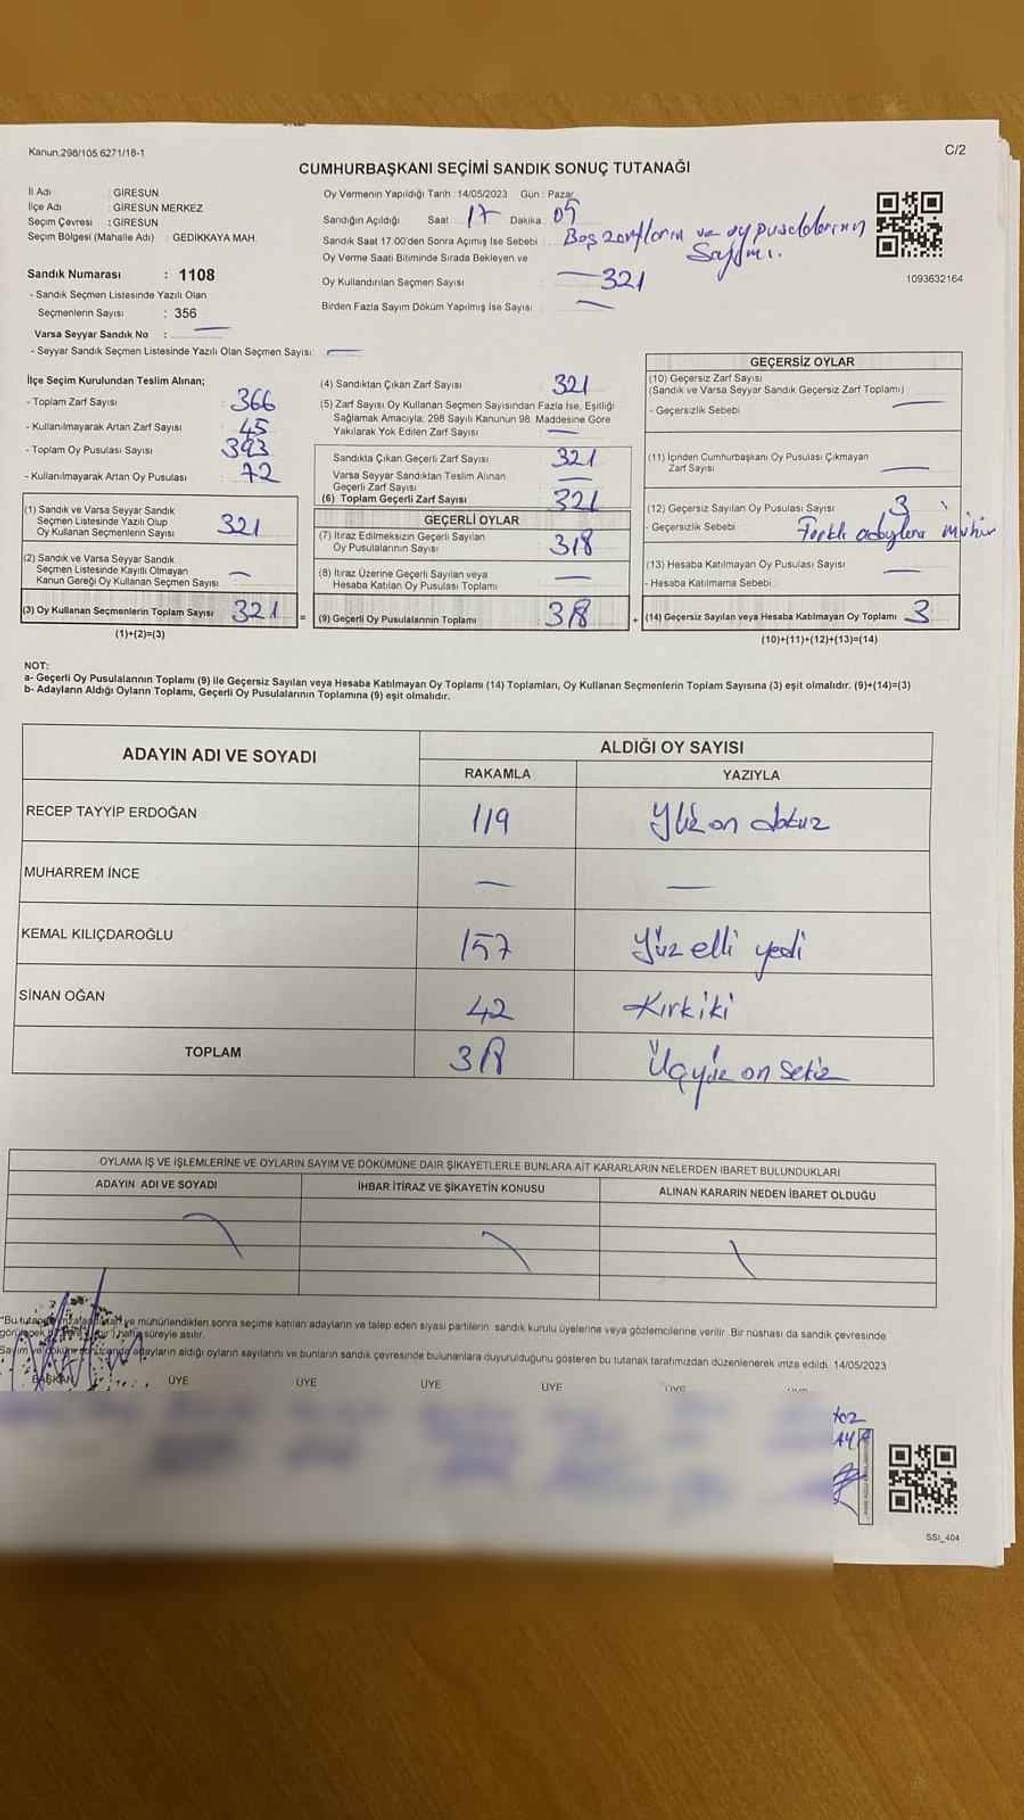 Kanun:298/105 6271/18-1
C/2
CUMHURBAŞKANI SEÇİMİ SANDIK SONUÇ TUTANAĞI
İl Adı : GİRESUN
İlçe Adı : GİRESUN MERKEZ
Seçim Çevresi : GİRESUN
Seçim Bölgesi (Mahalle Adı) : GEDİKKAYA MAH.
Sandık Numarası : 1108
- Sandık Seçmen Listesinde Yazılı Olan
Seçmenlerin Sayısı : 356
Varsa Seyyar Sandık No : —
- Seyyar Sandık Seçmen Listesinde Yazılı Olan Seçmen Sayısı: —
Oy Vermenin Yapıldığı Tarih : 14/05/2023 Gün : Pazar
Sandığın Açıldığı Saat 17 Dakika 05
Sandık Saat 17.00'den Sonra Açımış İse Sebebi Boş zarfların ve oy pusulalarının
Sayımı.
Oy Verme Saati Bitiminde Sırada Bekleyen ve
Oy Kullandırılan Seçmen Sayısı — 321
Birden Fazla Sayım Döküm Yapılmış İse Sayısı —
1093632164
İlçe Seçim Kurulundan Teslim Alınan;
- Toplam Zarf Sayısı : 366
- Kullanılmayarak Artan Zarf Sayısı : 45
- Toplam Oy Pusulası Sayısı : 393
- Kullanılmayarak Artan Oy Pusulası : 72
(1) Sandık ve Varsa Seyyar Sandık
Seçmen Listesinde Yazılı Olup
Oy Kullanan Seçmenlerin Sayısı 321
(2) Sandık ve Varsa Seyyar Sandık
Seçmen Listesinde Kayıtlı Olmayan
Kanun Gereği Oy Kullanan Seçmen Sayısı —
(3) Oy Kullanan Seçmenlerin Toplam Sayısı 321 =
(1)+(2)=(3)
(4) Sandıktan Çıkan Zarf Sayısı 321
(5) Zarf Sayısı Oy Kullanan Seçmen Sayısından Fazla İse, Eşitliği
Sağlamak Amacıyla; 298 Sayılı Kanunun 98. Maddesine Göre
Yakılarak Yok Edilen Zarf Sayısı —
Sandıkta Çıkan Geçerli Zarf Sayısı 321
Varsa Seyyar Sandıktan Teslim Alınan
Geçerli Zarf Sayısı —
(6) Toplam Geçerli Zarf Sayısı 321
GEÇERLİ OYLAR
(7) İtiraz Edilmeksizin Geçerli Sayılan
Oy Pusulalarının Sayısı 318
(8) İtiraz Üzerine Geçerli Sayılan veya
Hesaba Katılan Oy Pusulası Toplamı —
(9) Geçerli Oy Pusulalarının Toplamı 318 +
GEÇERSİZ OYLAR
(10) Geçersiz Zarf Sayısı
(Sandık ve Varsa Seyyar Sandık Geçersiz Zarf Toplamı) —
- Geçersizlik Sebebi
(11) İçinden Cumhurbaşkanı Oy Pusulası Çıkmayan
Zarf Sayısı —
(12) Geçersiz Sayılan Oy Pusulası Sayısı 3
- Geçersizlik Sebebi Farklı adaylara mühür
(13) Hesaba Katılmayan Oy Pusulası Sayısı —
- Hesaba Katılmama Sebebi
(14) Geçersiz Sayılan veya Hesaba Katılmayan Oy Toplamı 3
(10)+(11)+(12)+(13)=(14)
NOT:
a- Geçerli Oy Pusulalarının Toplamı (9) ile Geçersiz Sayılan veya Hesaba Katılmayan Oy Toplamı (14) Toplamları, Oy Kullanan Seçmenlerin Toplam Sayısına (3) eşit olmalıdır. (9)+(14)=(3)
b- Adayların Aldığı Oyların Toplamı, Geçerli Oy Pusulalarının Toplamına (9) eşit olmalıdır.
ADAYIN ADI VE SOYADI
ALDIĞI OY SAYISI
RAKAMLA YAZIYLA
RECEP TAYYİP ERDOĞAN 119 Yüz on dokuz
MUHARREM İNCE — —
KEMAL KILIÇDAROĞLU 157 Yüz elli yedi
SİNAN OĞAN 42 Kırkiki
TOPLAM 318 Üçyüz on sekiz
OYLAMA İŞ VE İŞLEMLERİNE VE OYLARIN SAYIM VE DÖKÜMÜNE DAİR ŞİKAYETLERLE BUNLARA AİT KARARLARIN NELERDEN İBARET BULUNDUKLARI
ADAYIN ADI VE SOYADI İHBAR İTİRAZ VE ŞİKAYETİN KONUSU ALINAN KARARIN NEDEN İBARET OLDUĞU
ve mühürlendikten sonra seçime katılan adayların ve talep eden siyasi partilerin sandık kurulu üyelerine veya gözlemcilerine verilir. Bir nüshası da sandık çevresinde
hafta süreyle asılır.
adayların aldığı oyların sayılarını ve bunların sandık çevresinde bulunanlara duyurulduğunu gösteren bu tutanak tarafımızdan düzenlenerek imza edildi. 14/05/2023
BAŞKAN ÜYE ÜYE ÜYE ÜYE ÜYE
SSİ_404